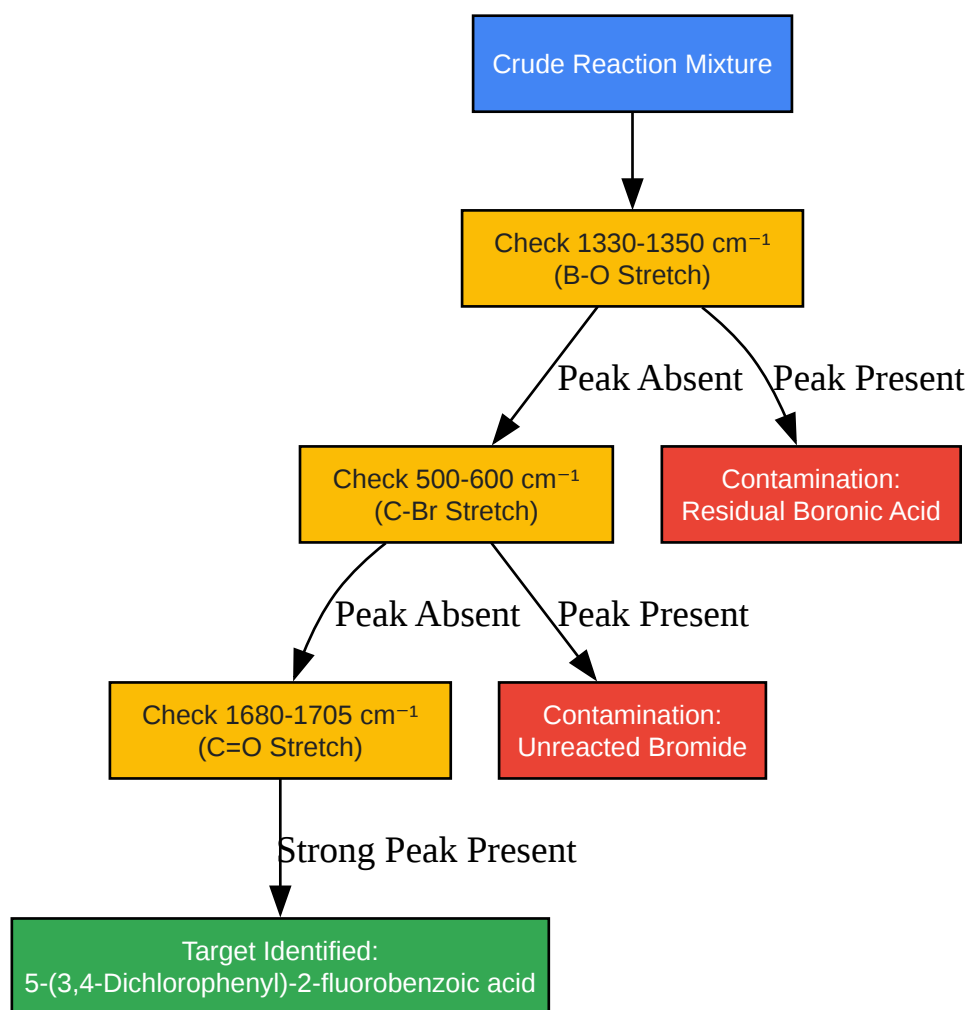 Crude Reaction Mixture
Check 1330-1350 cm⁻¹
(B-O Stretch)
Peak Absent
Peak Present
Check 500-600 cm⁻¹
(C-Br Stretch)
Contamination:
Residual Boronic Acid
Peak Absent
Peak Present
Check 1680-1705 cm⁻¹
(C=O Stretch)
Contamination:
Unreacted Bromide
Strong Peak Present
Target Identified:
5-(3,4-Dichlorophenyl)-2-fluorobenzoic acid